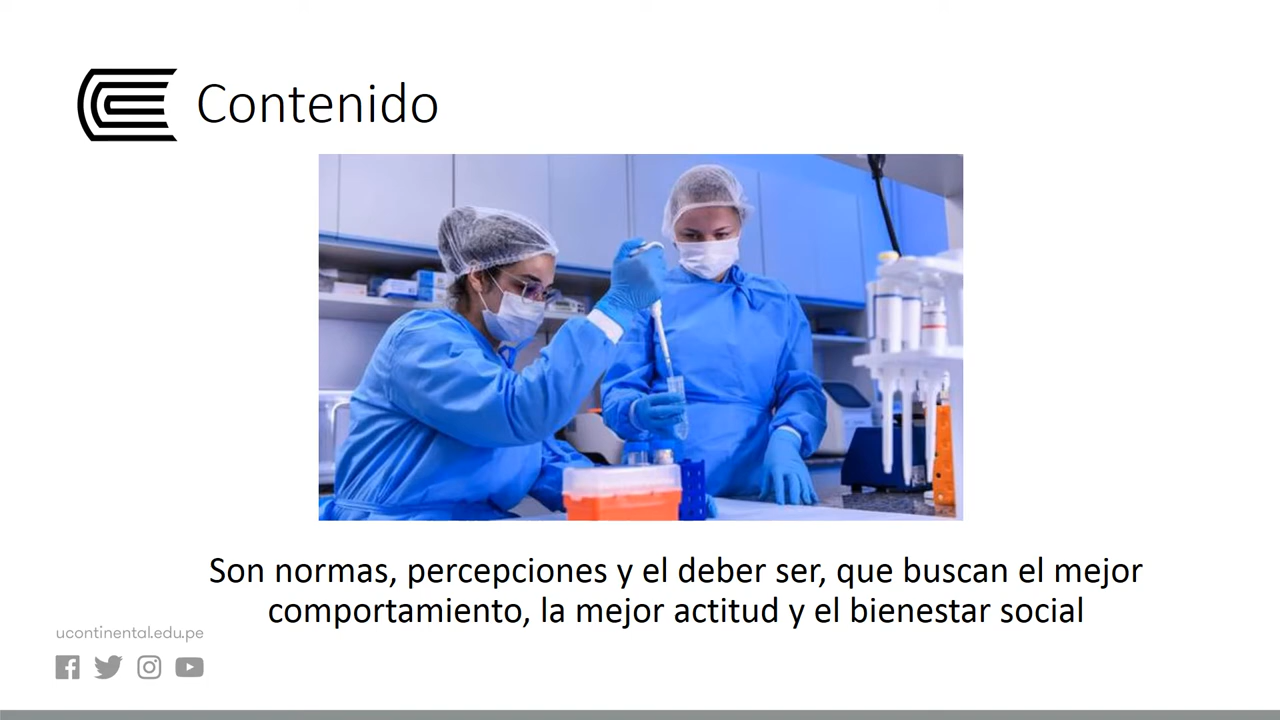 Contenido
Son normas, percepciones y el deber ser, que buscan el mejor
comportamiento, la mejor actitud y el bienestar social
ucontinental.edu.pe